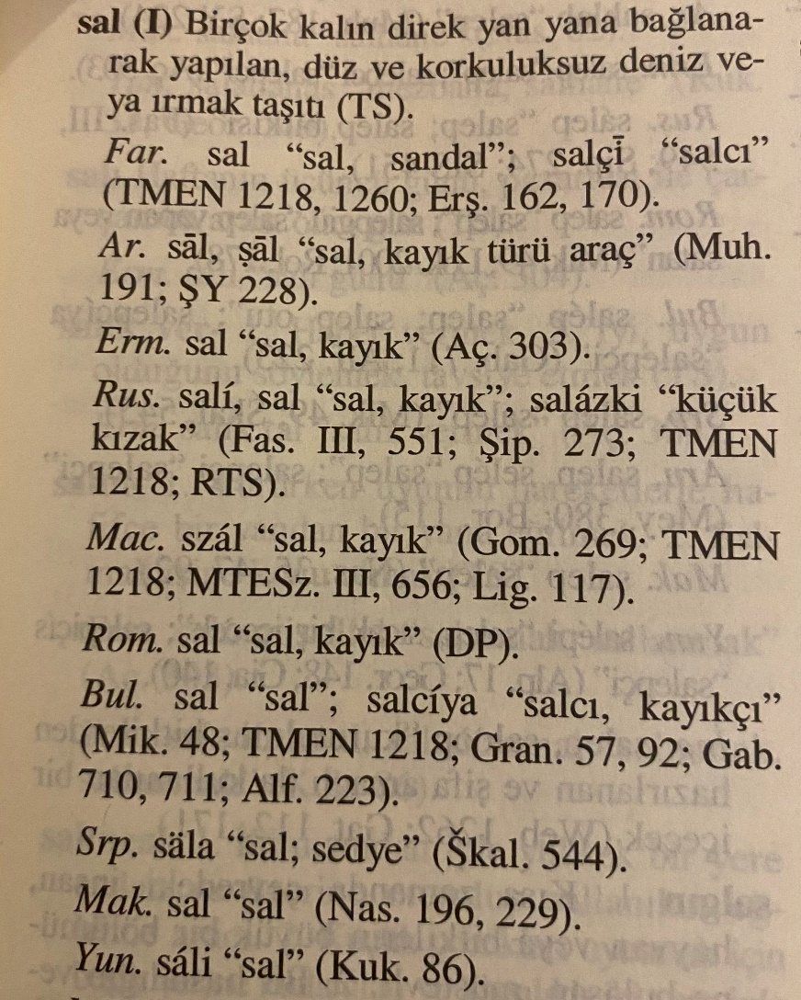 sal (I) Birçok kalın direk yan yana bağlana-
rak yapılan, düz ve korkuluksuz deniz ve-
ya ırmak taşıtı (TS).
Far. sal “sal, sandal”; salçī “salcı”
(TMEN 1218, 1260; Erş. 162, 170).
Ar. sāl, ṣāl “sal, kayık türü araç” (Muh.
191; ŞY 228).
Erm. sal “sal, kayık” (Aç. 303).
Rus. salí, sal “sal, kayık”; salázki “küçük
kızak” (Fas. III, 551; Şip. 273; TMEN
1218; RTS).
Mac. szál “sal, kayık” (Gom. 269; TMEN
1218; MTESz. III, 656; Lig. 117).
Rom. sal “sal, kayık” (DP).
Bul. sal “sal”; salcíya “salcı, kayıkçı”
(Mik. 48; TMEN 1218; Gran. 57, 92; Gab.
710, 711; Alf. 223).
Srp. säla “sal; sedye” (Škal. 544).
Mak. sal “sal” (Nas. 196, 229).
Yun. sáli “sal” (Kuk. 86).